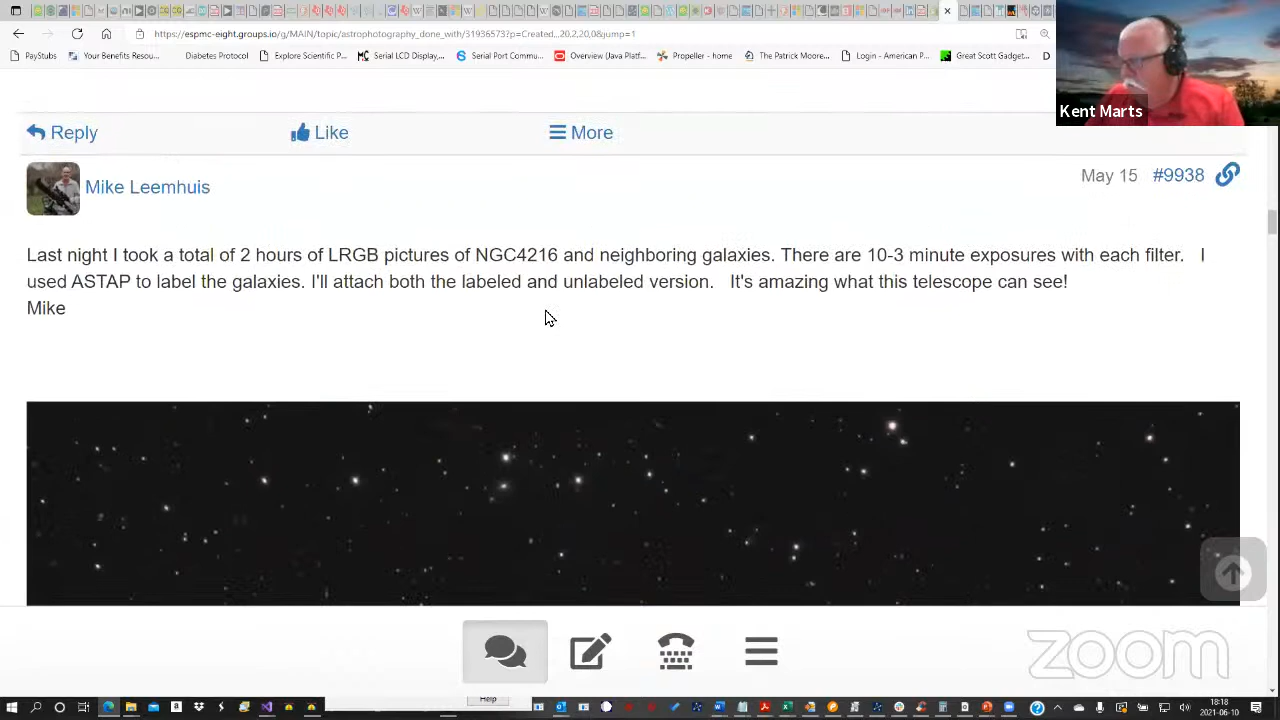 https://espmc-eight.groups.io/g/MAIN/topic/astrophotography_done_with/31936573?p=Created,,,20,2,20,0&jump=1
PayStubs
Your Benefits Resou...
Diabetes Protocol
Explore Scientific P...
Serial LCD Display,...
Serial Port Commu...
Overview (Java Platf...
Propeller - home
The Patrick Moore...
Login - American P...
Great Scott Gadget...
Kent Marts
Reply
Like
More
Mike Leemhuis
May 15 #9938
Last night I took a total of 2 hours of LRGB pictures of NGC4216 and neighboring galaxies. There are 10-3 minute exposures with each filter. I
used ASTAP to label the galaxies. I'll attach both the labeled and unlabeled version. It's amazing what this telescope can see!
Mike
zoom
Help
18:18
2021-06-10